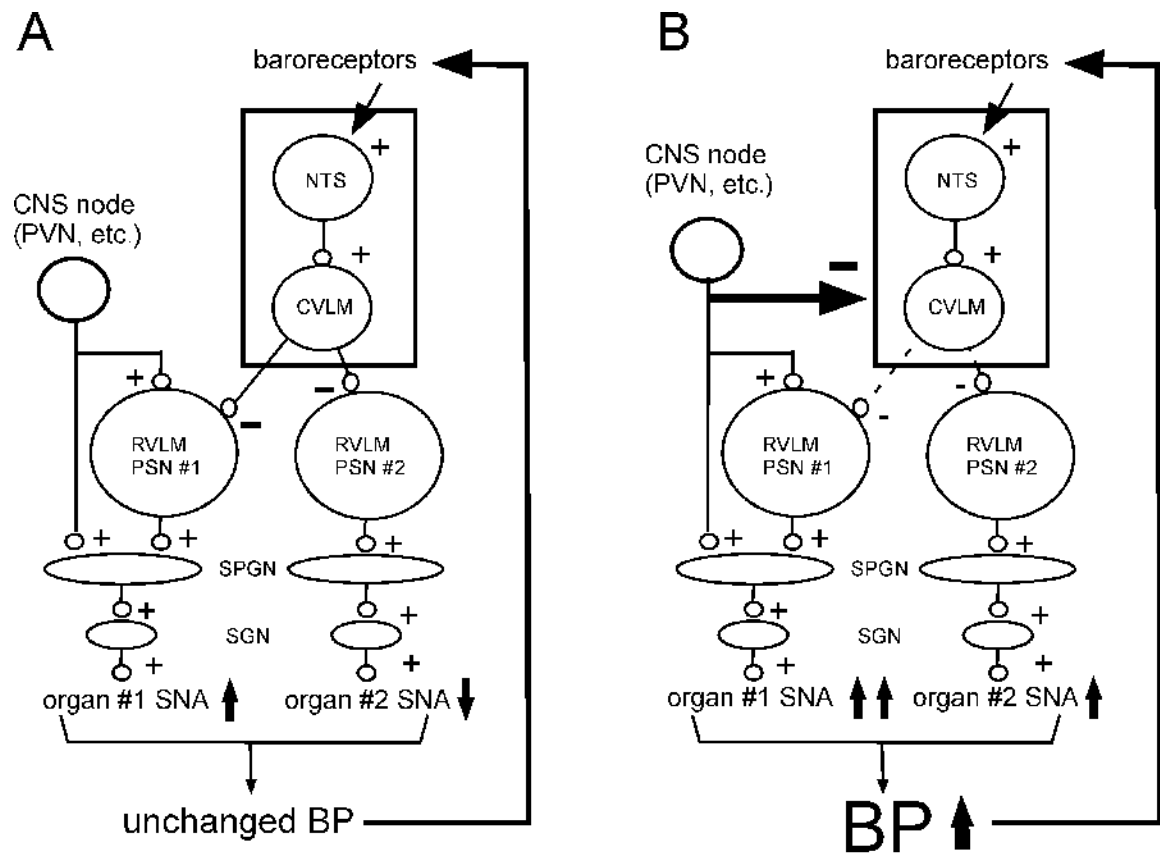 A
baroreceptors
+
NTS
CNS node
(PVN, etc.)
+
CVLM
+
−
−
RVLM
PSN #1
RVLM
PSN #2
+
+
+
SPGN
+
+
SGN
+
+
organ #1 SNA
organ #2 SNA
unchanged BP
B
baroreceptors
+
CNS node
(PVN, etc.)
NTS
−
+
CVLM
+
-
-
RVLM
PSN #1
RVLM
PSN #2
+
+
+
SPGN
+
+
SGN
+
+
organ #1 SNA
organ #2 SNA
BP